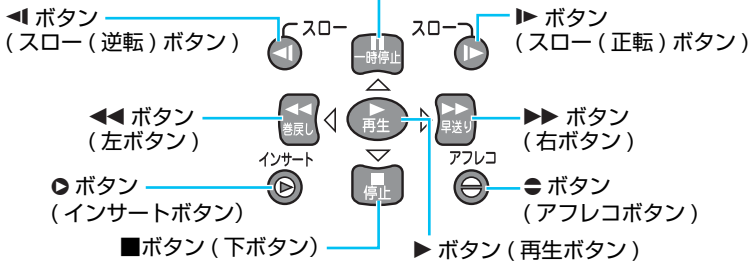 ◀| ボタン
( スロー ( 逆転 ) ボタン )
スロー
スロー
|▶ ボタン
( スロー ( 正転 ) ボタン )
一時停止
◀◀ ボタン
( 左ボタン )
巻戻し
再生
早送り
▶▶ ボタン
( 右ボタン )
インサート
アフレコ
ボタン
( インサートボタン)
停止
ボタン
( アフレコボタン )
■ボタン ( 下ボタン)
▶ ボタン ( 再生ボタン )